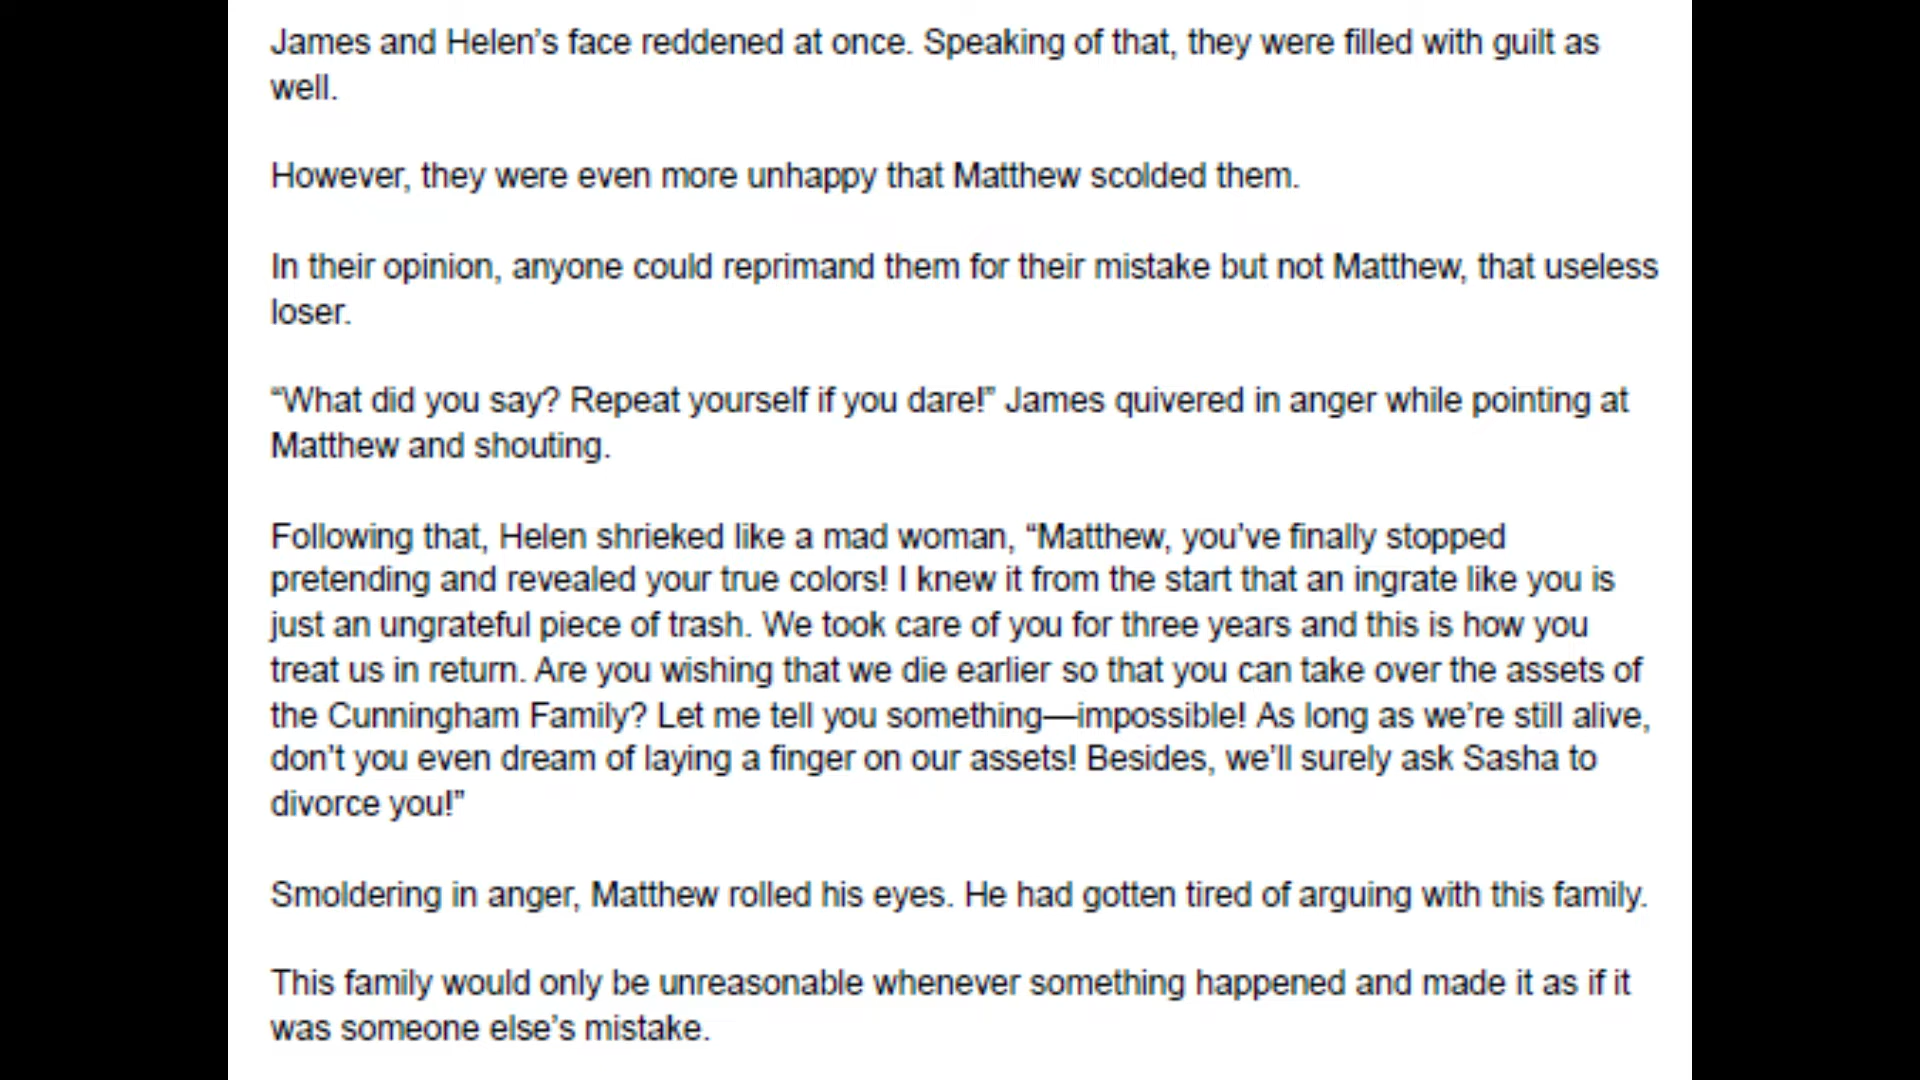 James and Helen’s face reddened at once. Speaking of that, they were filled with guilt as
well.
However, they were even more unhappy that Matthew scolded them.
In their opinion, anyone could reprimand them for their mistake but not Matthew, that useless
loser.
“What did you say? Repeat yourself if you dare!” James quivered in anger while pointing at
Matthew and shouting.
Following that, Helen shrieked like a mad woman, “Matthew, you’ve finally stopped
pretending and revealed your true colors! I knew it from the start that an ingrate like you is
just an ungrateful piece of trash. We took care of you for three years and this is how you
treat us in return. Are you wishing that we die earlier so that you can take over the assets of
the Cunningham Family? Let me tell you something—impossible! As long as we’re still alive,
don’t you even dream of laying a finger on our assets! Besides, we’ll surely ask Sasha to
divorce you!”
Smoldering in anger, Matthew rolled his eyes. He had gotten tired of arguing with this family.
This family would only be unreasonable whenever something happened and made it as if it
was someone else’s mistake.